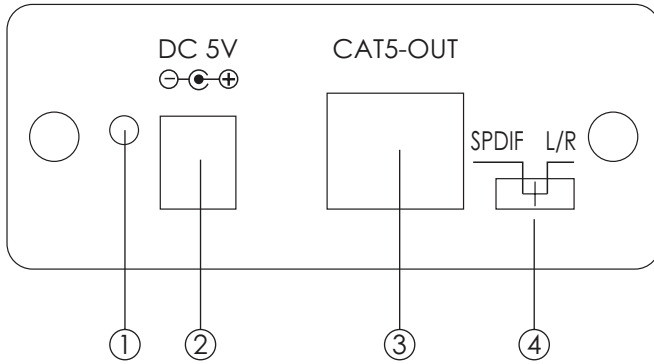 DC 5V
CAT5-OUT
SPDIF L/R
① ② ③ ④